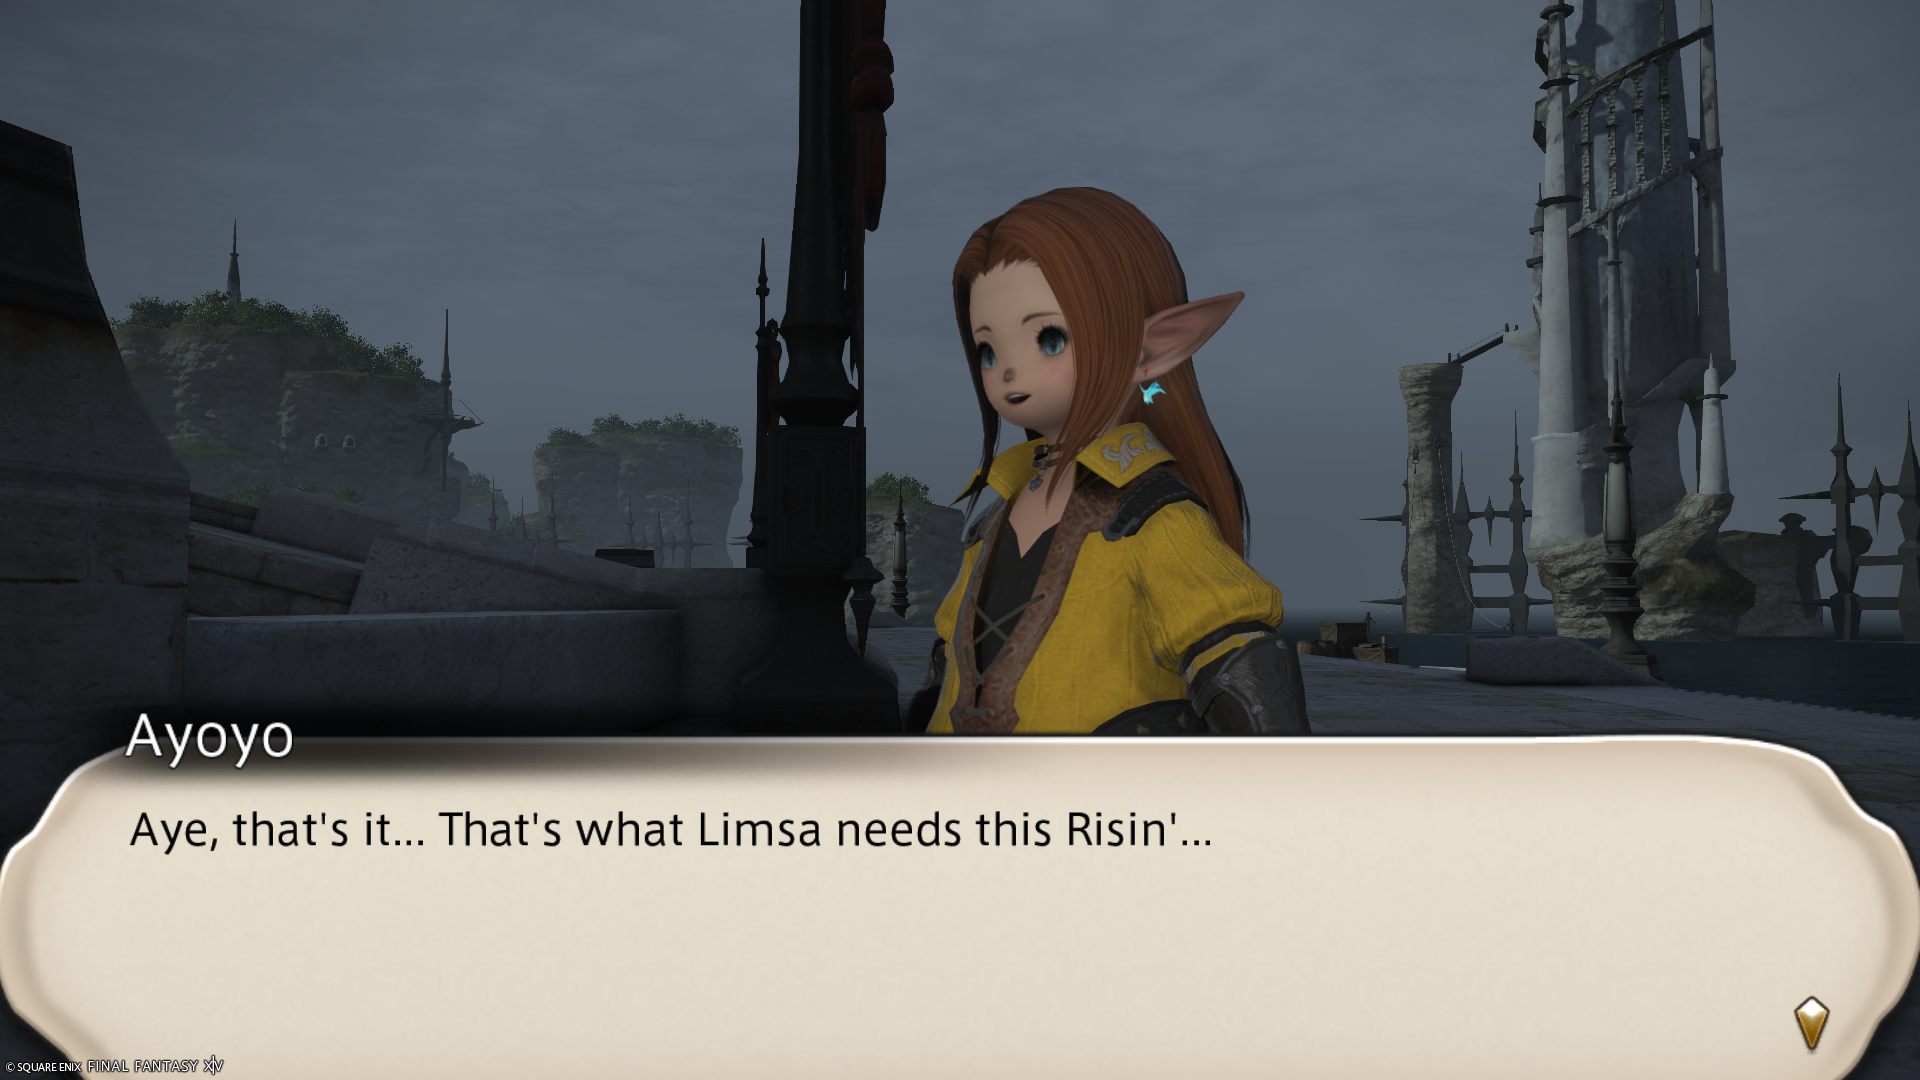 Ayoyo
Aye, that's it... That's what Limsa needs this Risin'...
© SQUARE ENIX FINAL FANTASY XIV